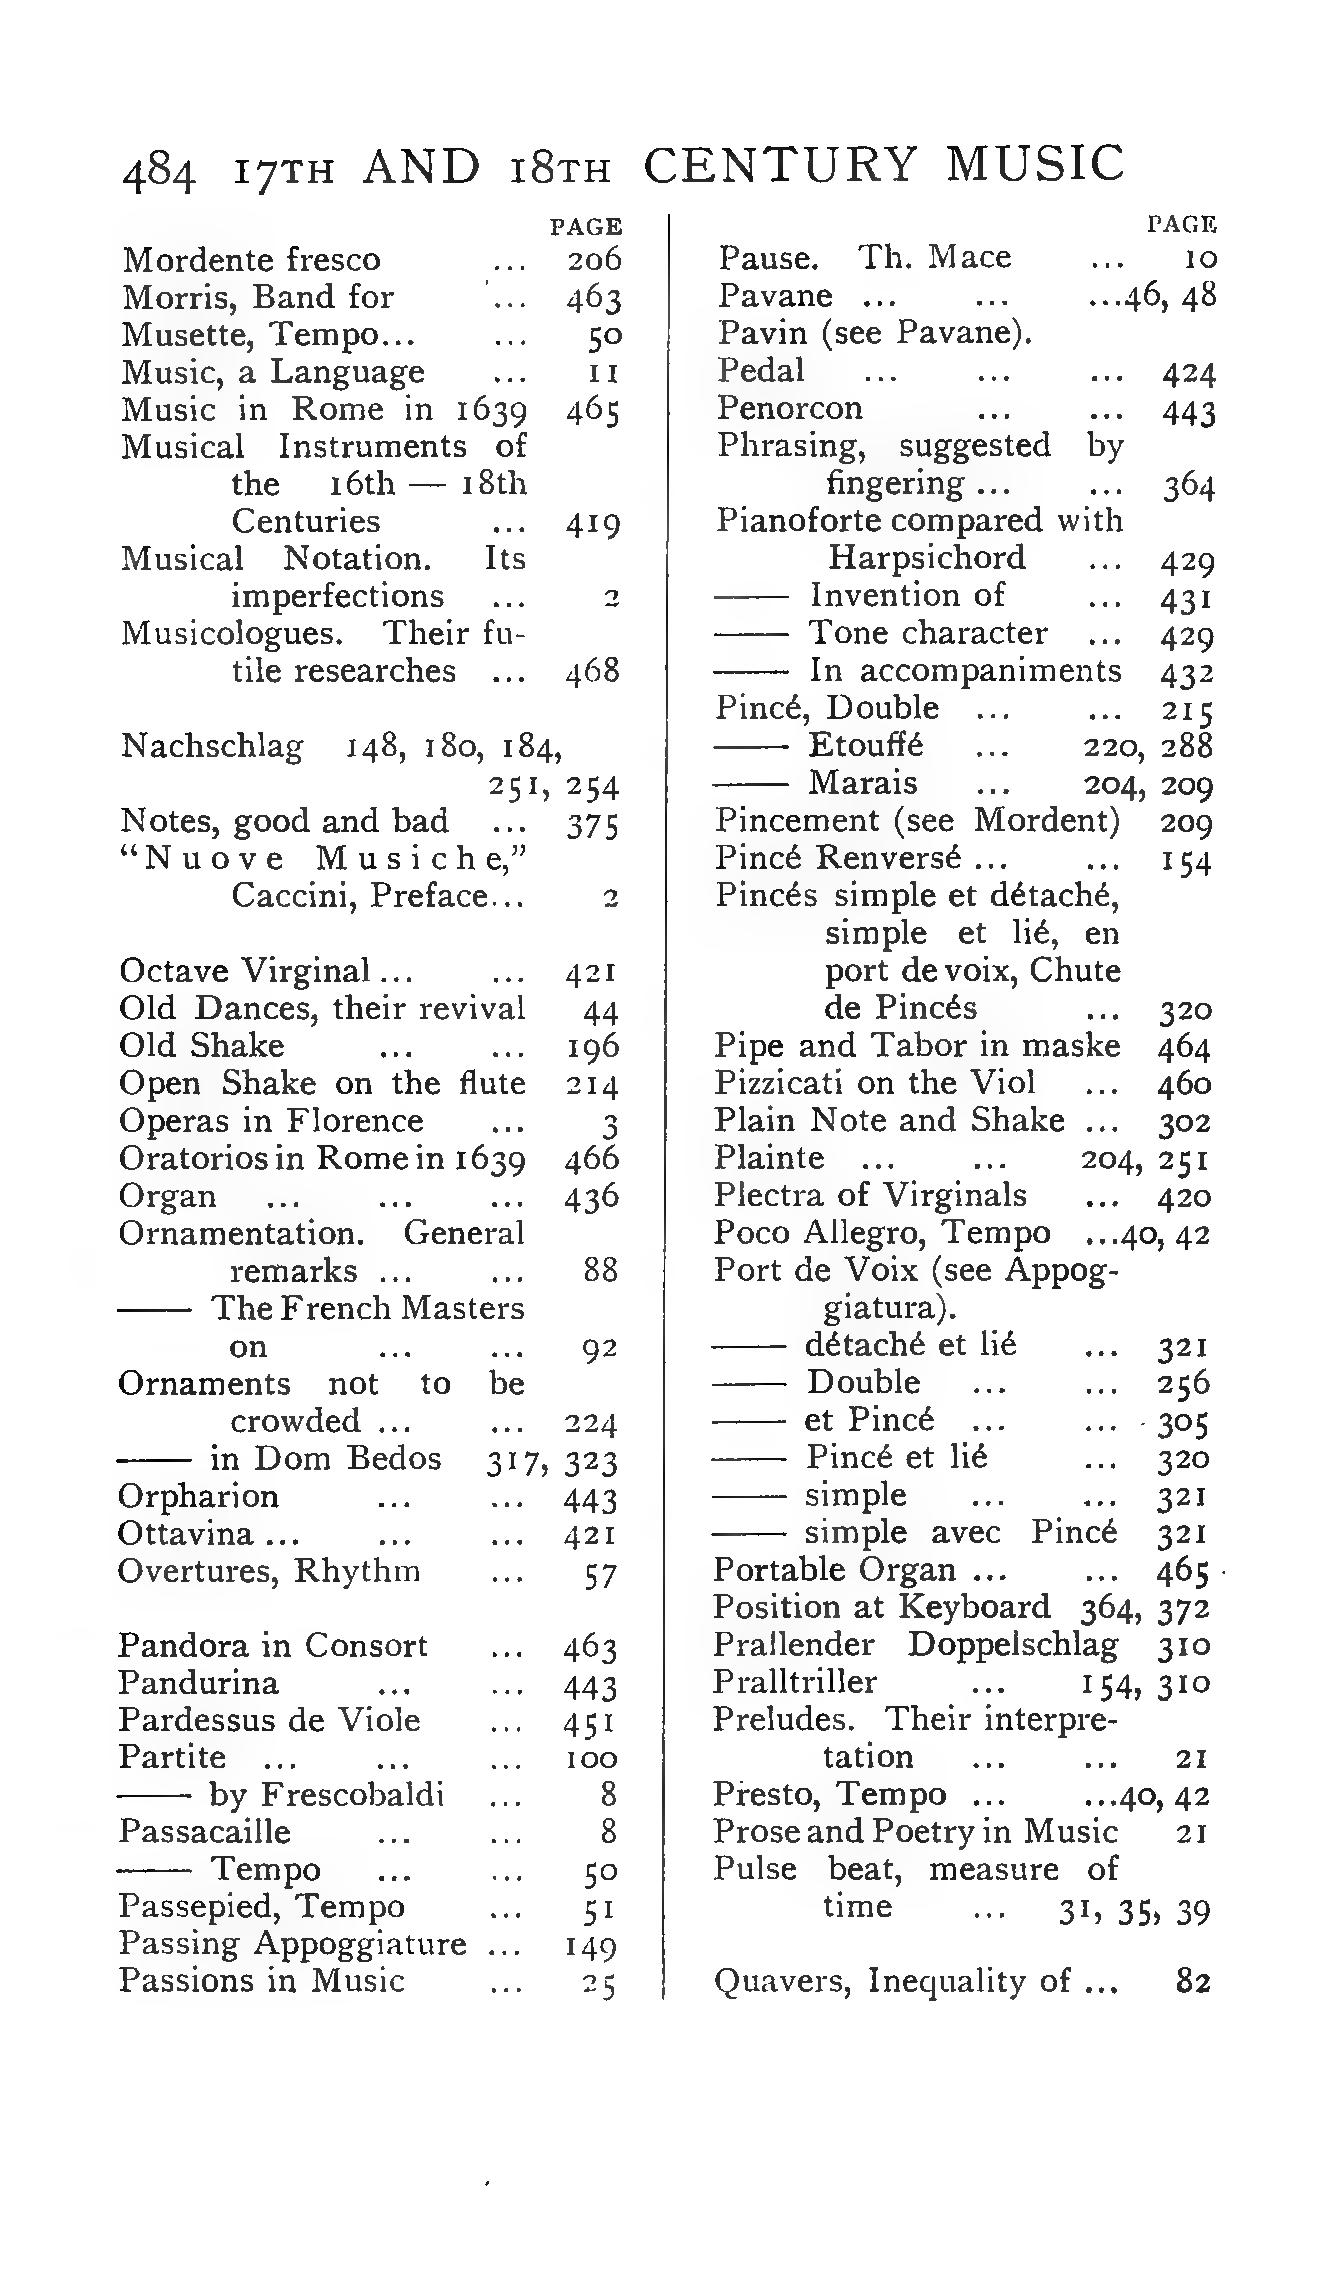 484 17TH AND 18TH CENTURY MUSIC
PAGE
Mordente fresco ... 206
Morris, Band for ... 463
Musette, Tempo... ... 50
Music, a Language ... 11
Music in Rome in 1639 465
Musical Instruments of
the 16th — 18th
Centuries ... 419
Musical Notation. Its
imperfections ... 2
Musicologues. Their fu-
tile researches ... 468
Nachschlag 148, 180, 184,
251, 254
Notes, good and bad ... 375
“Nuove Musiche,”
Caccini, Preface... 2
Octave Virginal... ... 421
Old Dances, their revival 44
Old Shake ... ... 196
Open Shake on the flute 214
Operas in Florence ... 3
Oratorios in Rome in 1639 466
Organ ... ... ... 436
Ornamentation. General
remarks ... ... 88
—— The French Masters
on ... ... 92
Ornaments not to be
crowded ... ... 224
—— in Dom Bedos 317, 323
Orpharion ... ... 443
Ottavina ... ... ... 421
Overtures, Rhythm ... 57
Pandora in Consort ... 463
Pandurina ... ... 443
Pardessus de Viole ... 451
Partite ... ... ... 100
—— by Frescobaldi ... 8
Passacaille ... ... 8
—— Tempo ... ... 50
Passepied, Tempo ... 51
Passing Appoggiature ... 149
Passions in Music ... 25
PAGE
Pause. Th. Mace ... 10
Pavane ... ... ...46, 48
Pavin (see Pavane).
Pedal ... ... ... 424
Penorcon ... ... 443
Phrasing, suggested by
fingering ... ... 364
Pianoforte compared with
Harpsichord ... 429
—— Invention of ... 431
—— Tone character ... 429
—— In accompaniments 432
Pincé, Double ... ... 215
—— Etouffé ... 220, 288
—— Marais ... 204, 209
Pincement (see Mordent) 209
Pincé Renversé ... ... 154
Pincés simple et détaché,
simple et lié, en
port de voix, Chute
de Pincés ... 320
Pipe and Tabor in maske 464
Pizzicati on the Viol ... 460
Plain Note and Shake ... 302
Plainte ... ... 204, 251
Plectra of Virginals ... 420
Poco Allegro, Tempo ...40, 42
Port de Voix (see Appog-
giatura).
—— détaché et lié ... 321
—— Double ... ... 256
—— et Pincé ... ... 305
—— Pincé et lié ... 320
—— simple ... ... 321
—— simple avec Pincé 321
Portable Organ ... ... 465
Position at Keyboard 364, 372
Prallender Doppelschlag 310
Pralltriller ... 154, 310
Preludes. Their interpre-
tation ... ... 21
Presto, Tempo ... ...40, 42
Prose and Poetry in Music 21
Pulse beat, measure of
time ... 31, 35, 39
Quavers, Inequality of ... 82